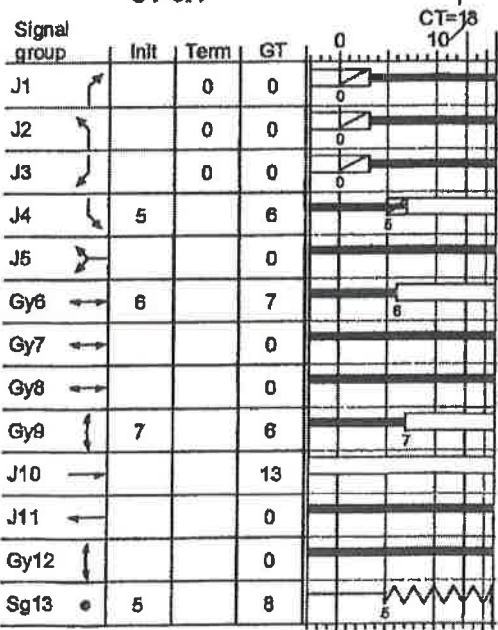 CT=13
Signal group Init Term GT 0 10
J1 0 0
0
J2 0 0
0
J3 0 0
0
J4 5 6
5
J5 0
Gy6 6 7
6
Gy7 0
Gy8 0
Gy9 7 6
7
J10 13
J11 0
Gy12 0
Sg13 5 8
5